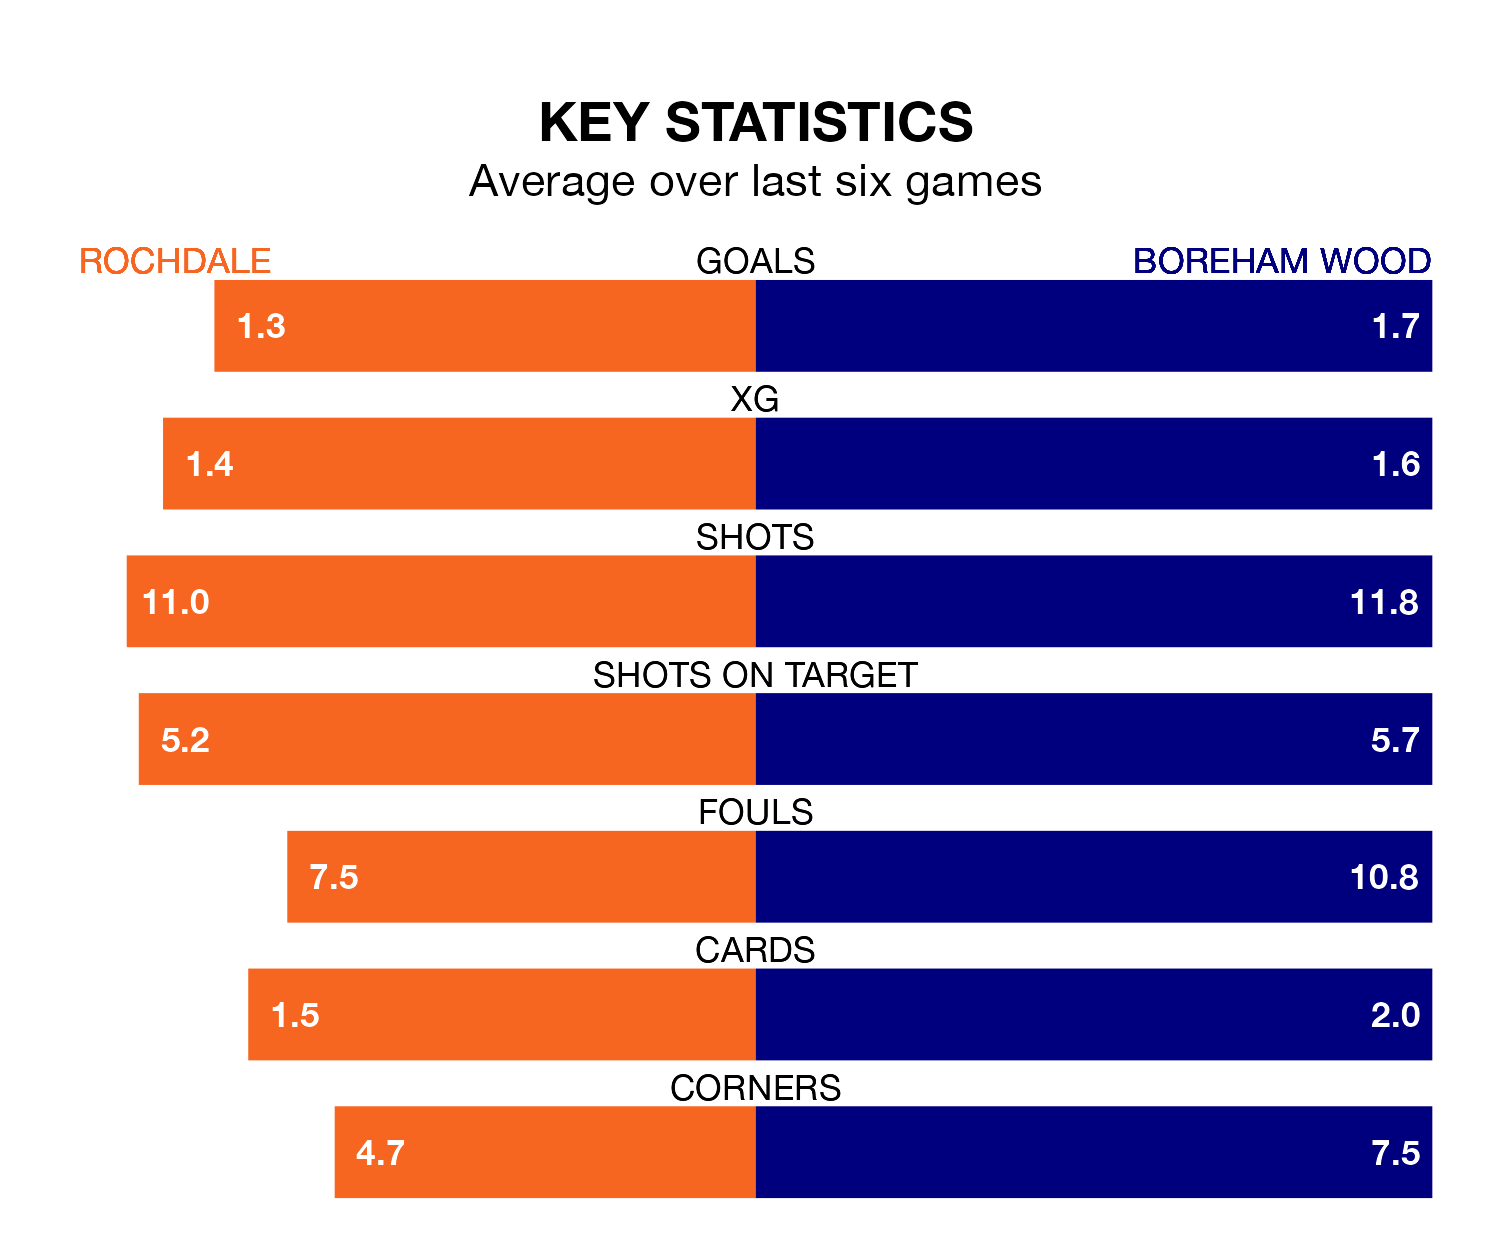 KEY STATISTICS
Average over last six games
ROCHDALE GOALS BOREHAM WOOD
1.3 1.7
XG
1.4 1.6
SHOTS
11.0 11.8
SHOTS ON TARGET
5.2 5.7
FOULS
7.5 10.8
CARDS
1.5 2.0
CORNERS
4.7 7.5